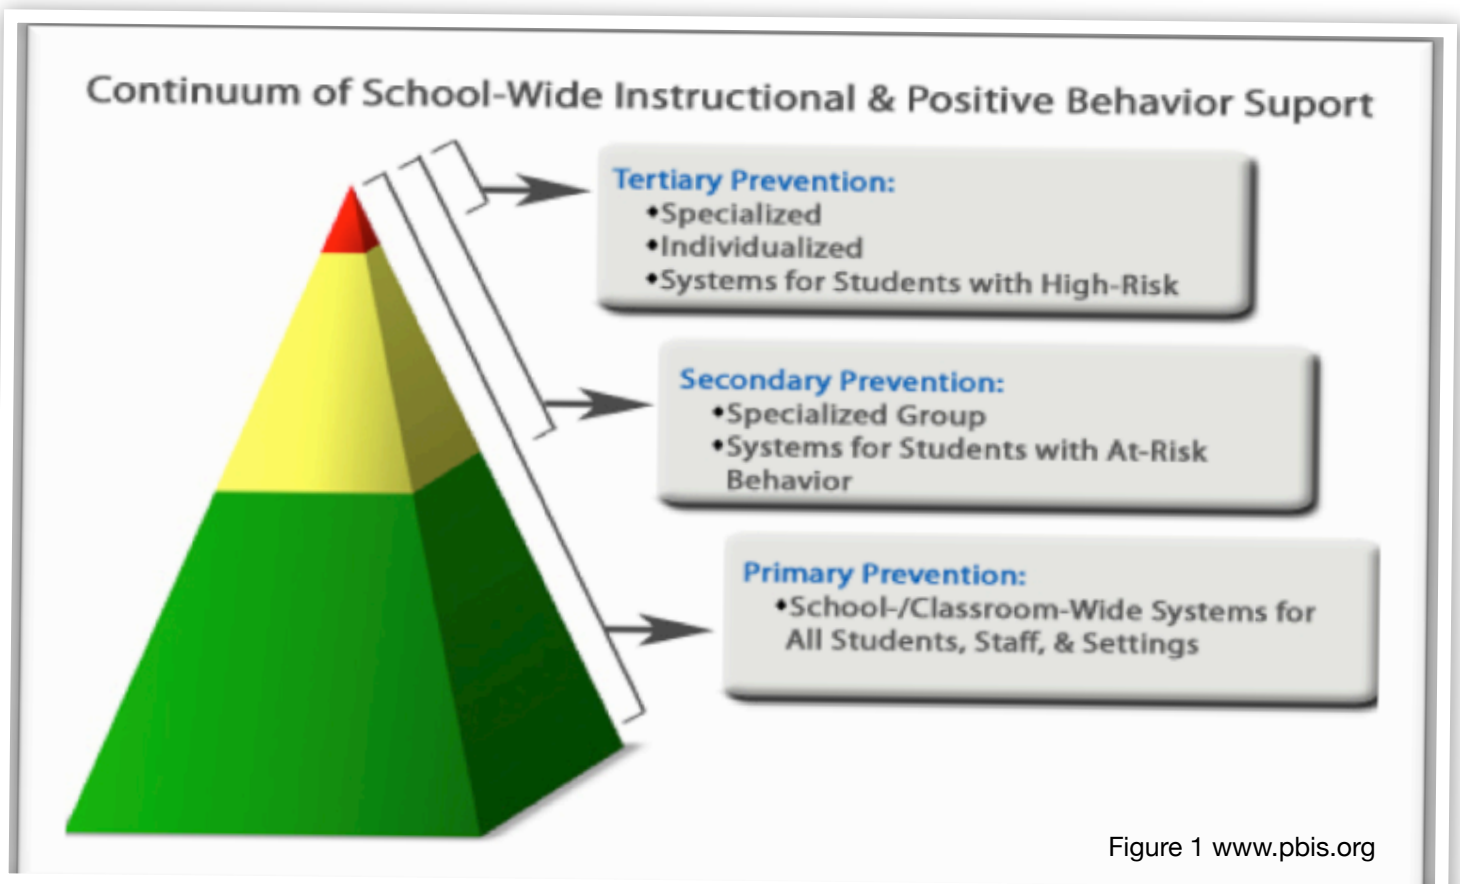 Continuum of School-Wide Instructional & Positive Behavior Suport
Tertiary Prevention:
◆Specialized
◆Individualized
◆Systems for Students with High-Risk
Secondary Prevention:
◆Specialized Group
◆Systems for Students with At-Risk
Behavior
Primary Prevention:
◆School-/Classroom-Wide Systems for
All Students, Staff, & Settings
Figure 1 www.pbis.org